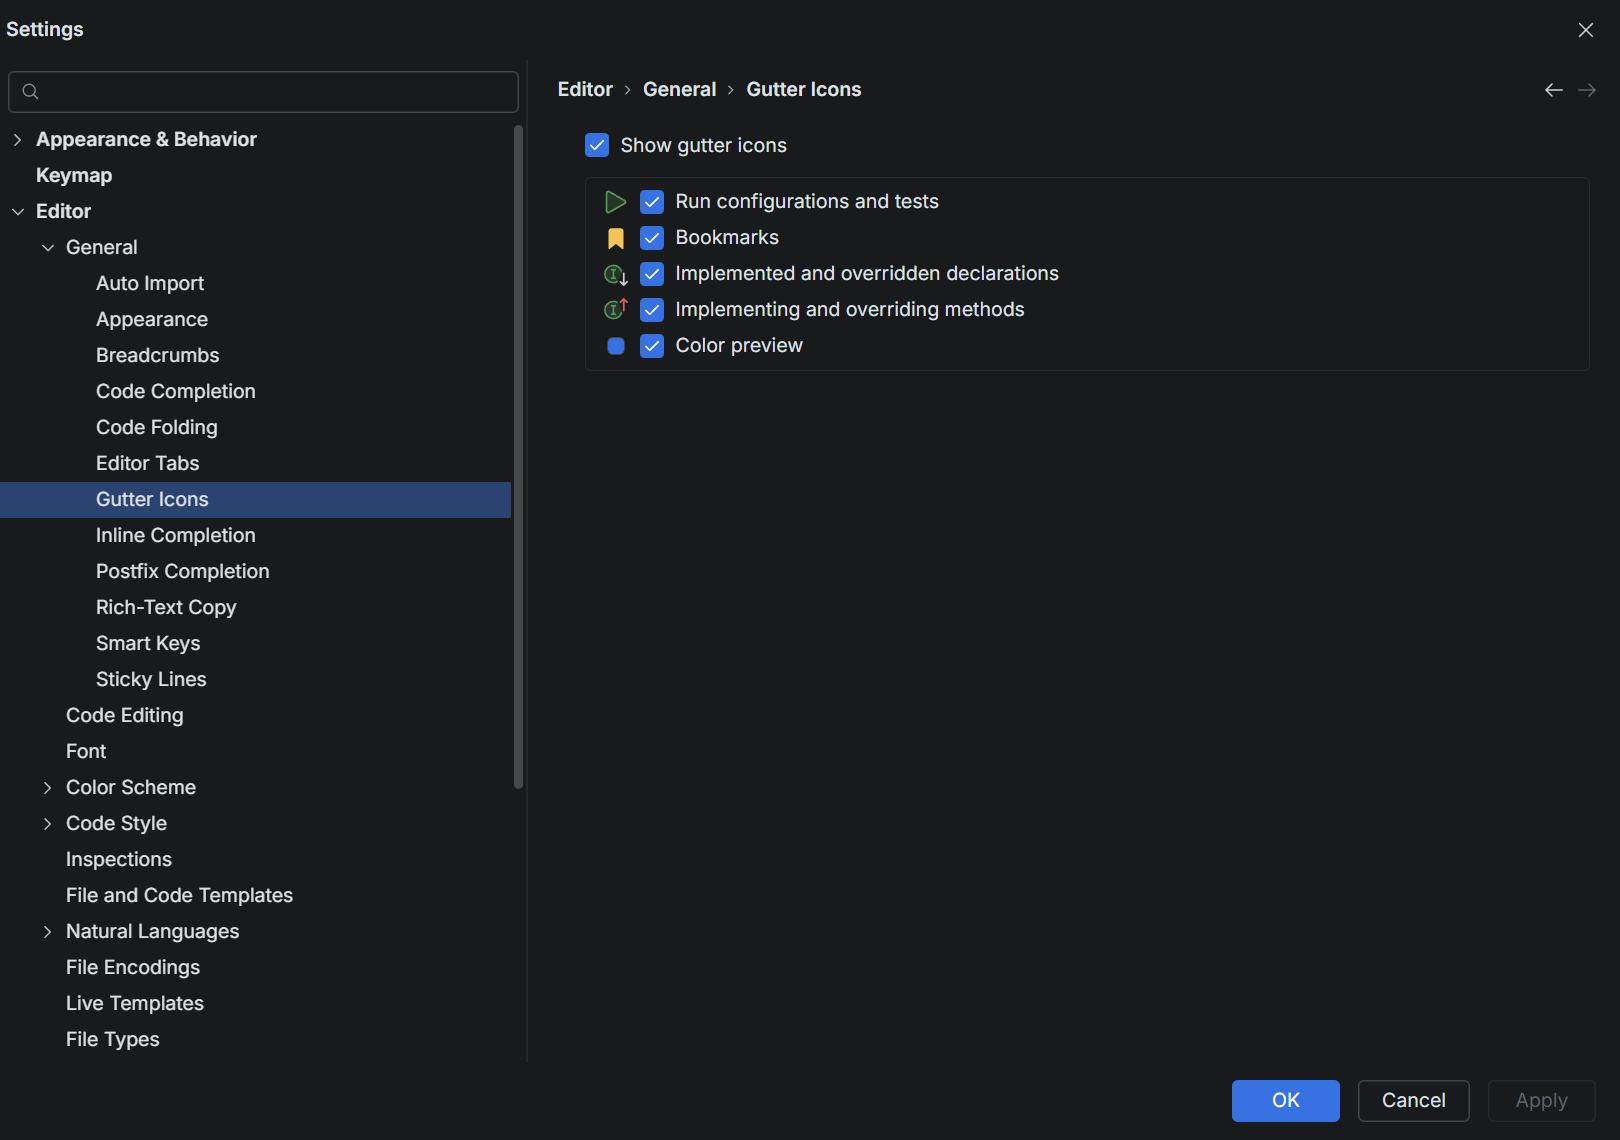 Settings
Appearance & Behavior
Keymap
Editor
General
Auto Import
Appearance
Breadcrumbs
Code Completion
Code Folding
Editor Tabs
Gutter Icons
Inline Completion
Postfix Completion
Rich-Text Copy
Smart Keys
Sticky Lines
Code Editing
Font
Color Scheme
Code Style
Inspections
File and Code Templates
Natural Languages
File Encodings
Live Templates
File Types
Editor › General › Gutter Icons
Show gutter icons
Run configurations and tests
Bookmarks
Implemented and overridden declarations
Implementing and overriding methods
Color preview
OK Cancel Apply